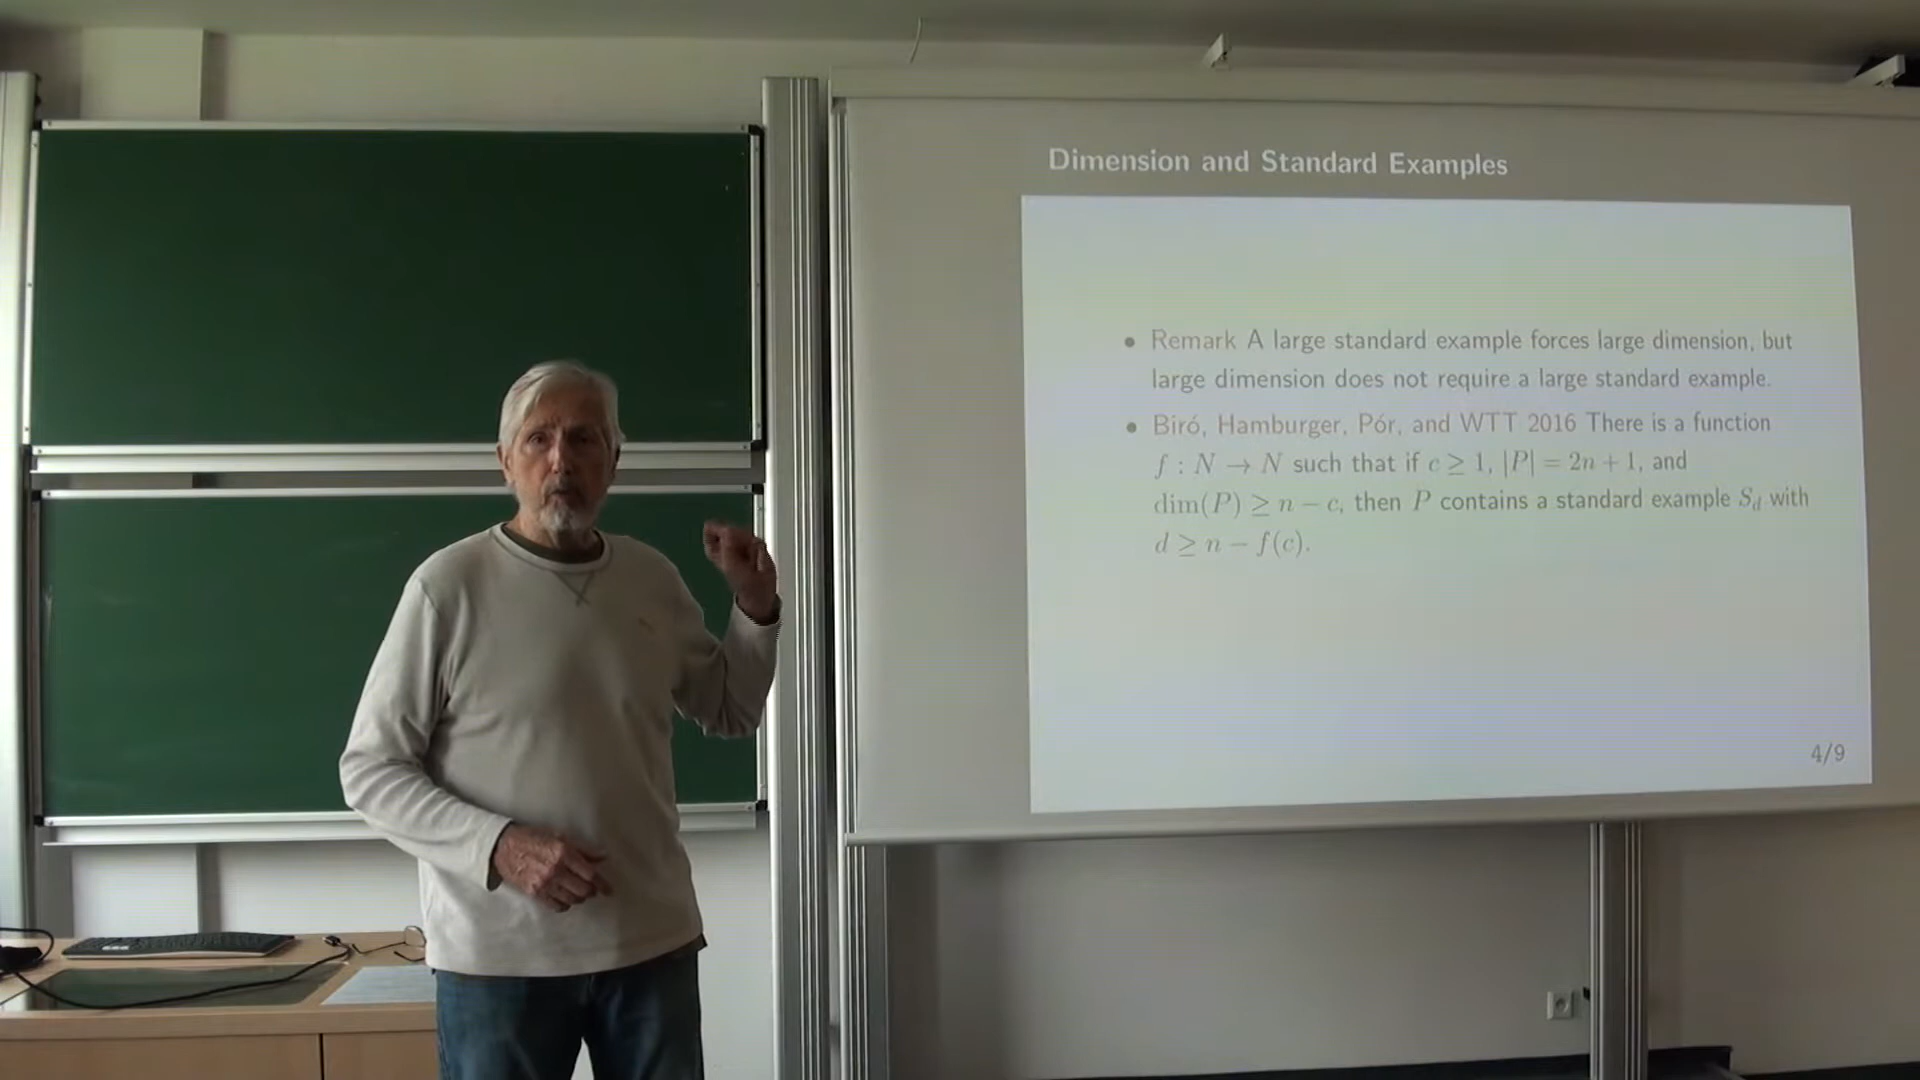 Dimension and Standard Examples
• Remark A large standard example forces large dimension, but
large dimension does not require a large standard example.
• Biró, Hamburger, Pór, and WTT 2016 There is a function
f : N → N such that if c ≥ 1, |P| = 2n + 1, and
dim(P) ≥ n − c, then P contains a standard example S_d with
d ≥ n − f(c).
4/9